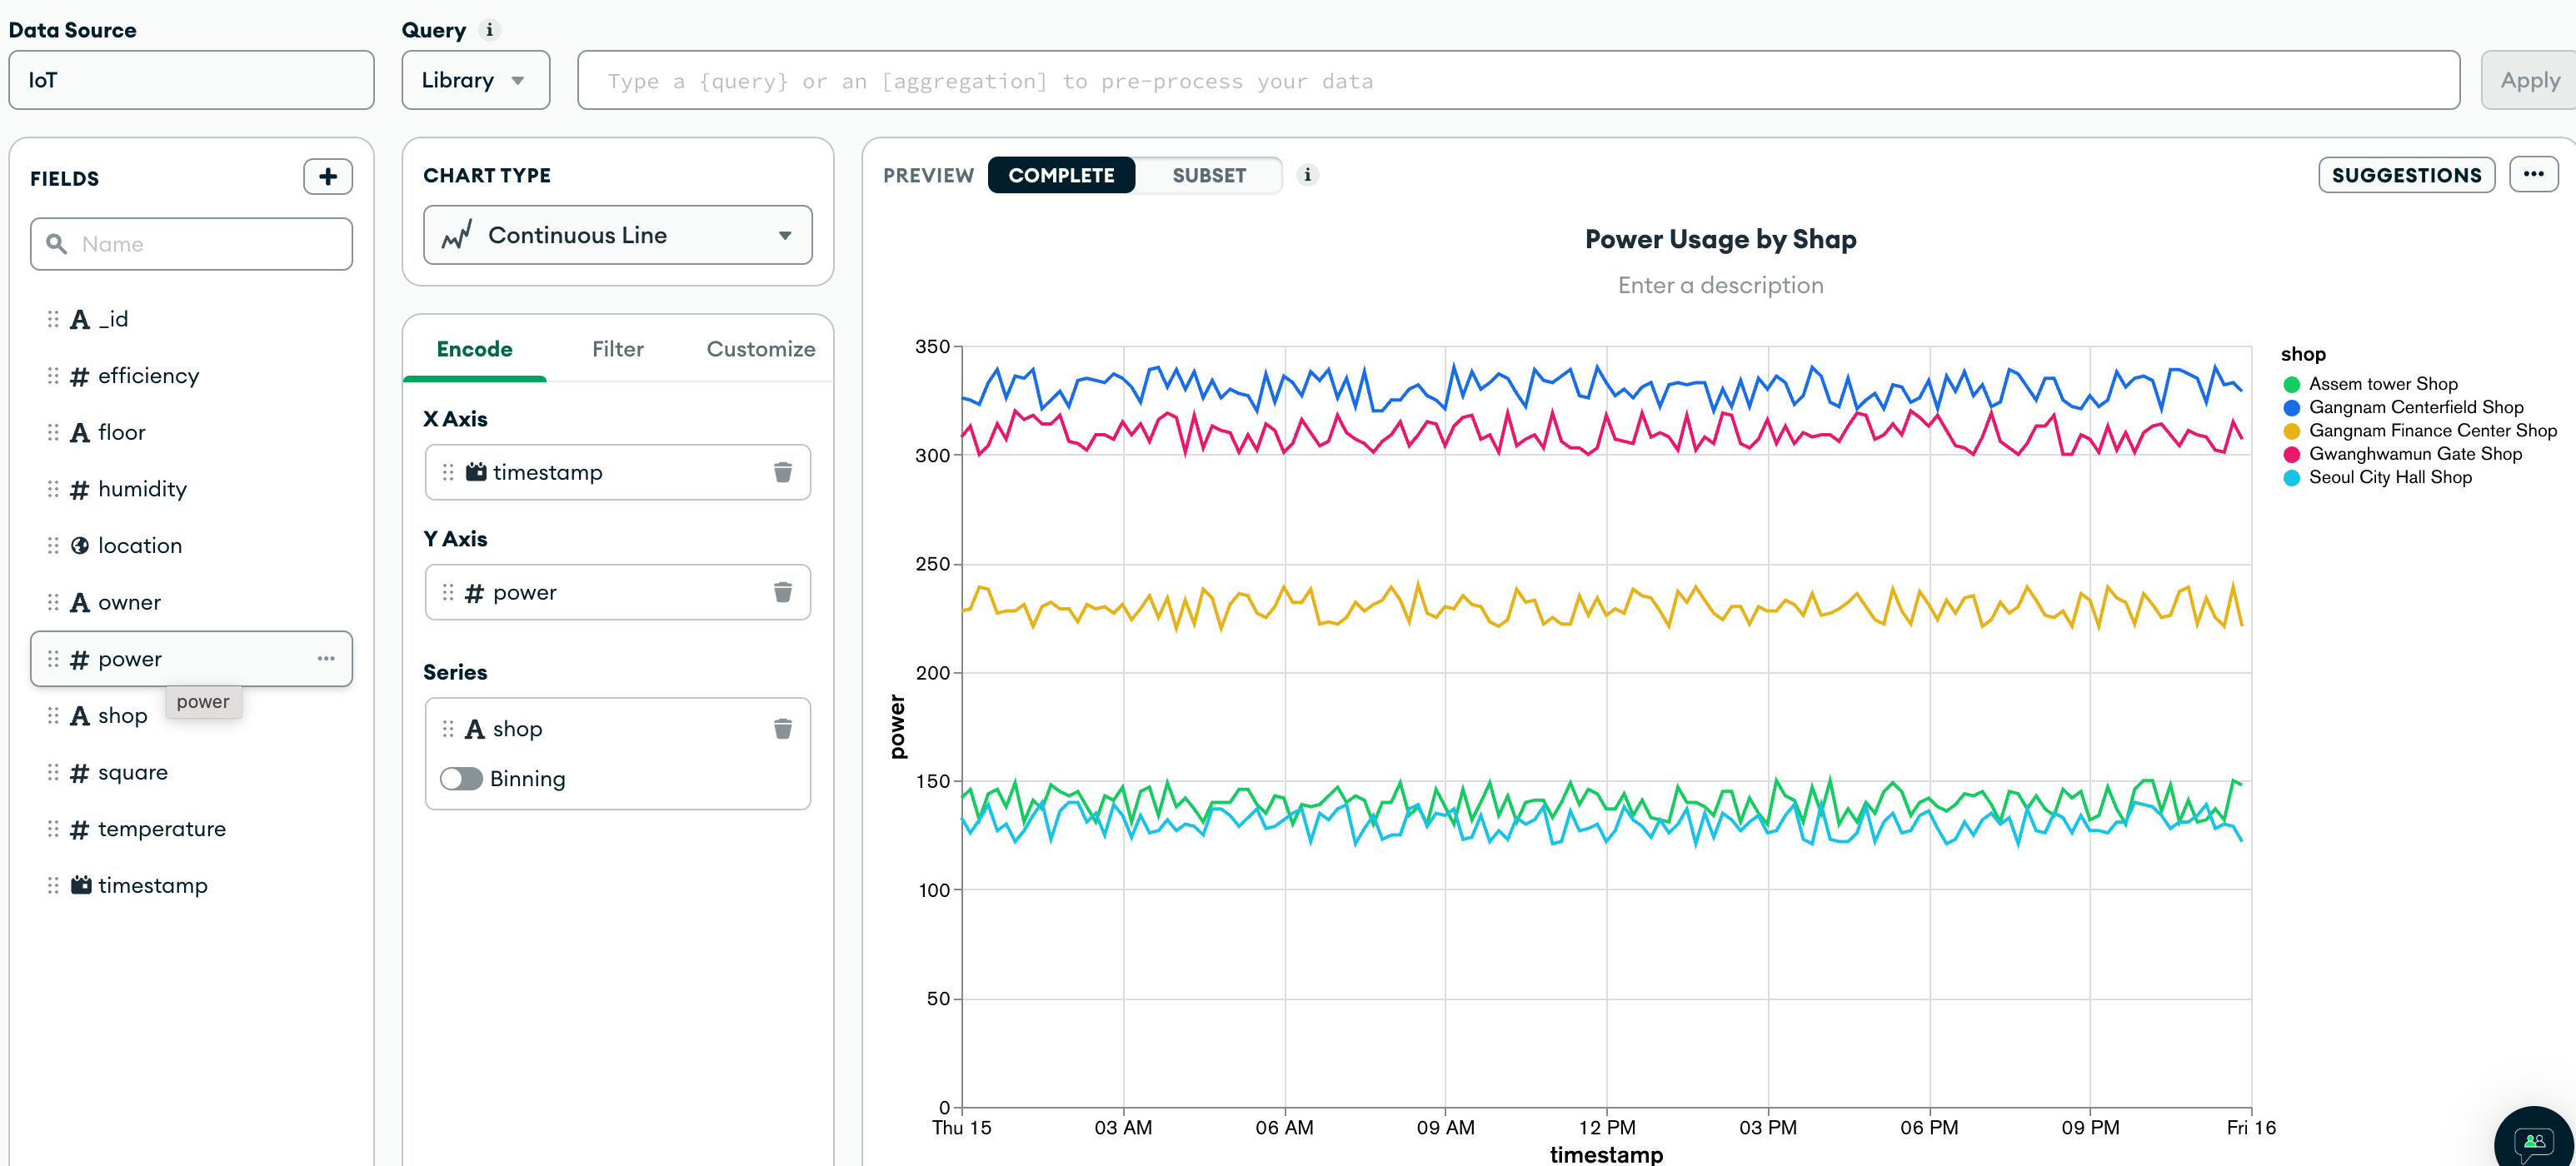 Data Source
IoT
Query i
Library
Type a {query} or an [aggregation] to pre-process your data
Apply
FIELDS
+
Name
A _id
# efficiency
A floor
# humidity
location
A owner
# power ...
power
A shop
# square
# temperature
timestamp
CHART TYPE
Continuous Line
Encode Filter Customize
X Axis
timestamp
Y Axis
# power
Series
A shop
Binning
PREVIEW COMPLETE SUBSET i
SUGGESTIONS ...
Power Usage by Shap
Enter a description
350
300
250
200
150
100
50
0
power
Thu 15 03 AM 06 AM 09 AM 12 PM 03 PM 06 PM 09 PM Fri 16
timestamp
shop
Assem tower Shop
Gangnam Centerfield Shop
Gangnam Finance Center Shop
Gwanghwamun Gate Shop
Seoul City Hall Shop